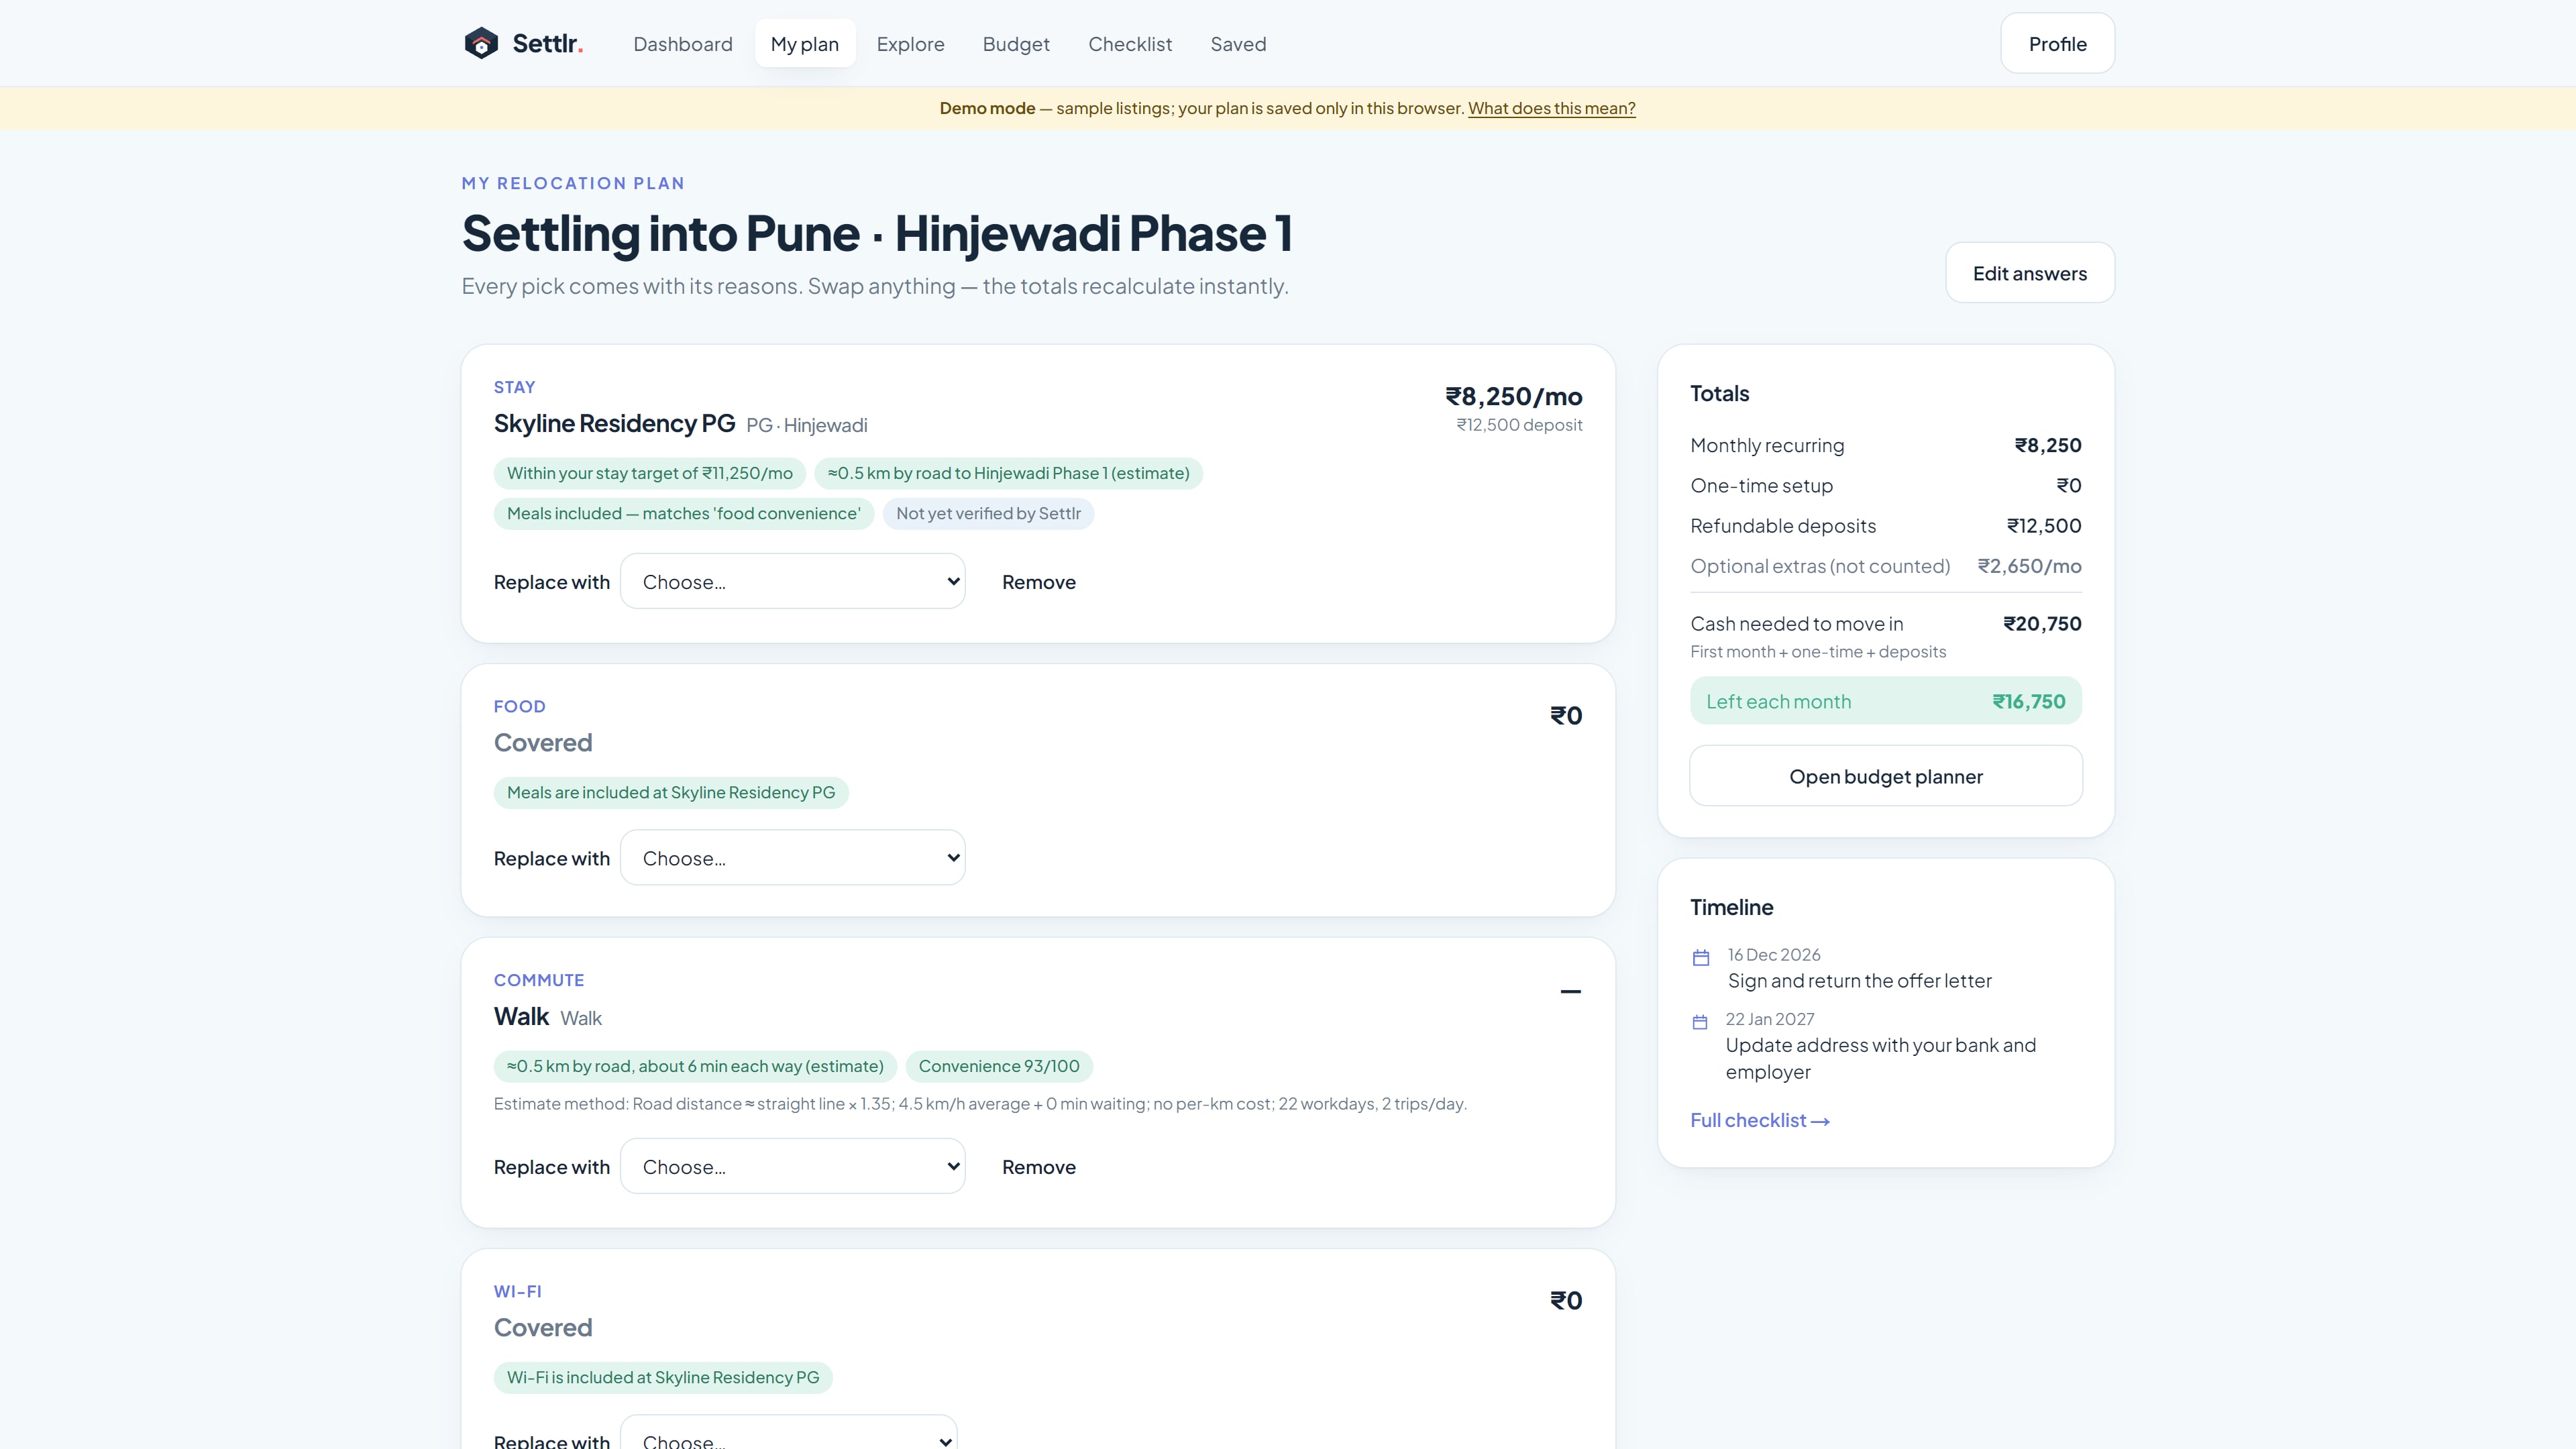 Settlr.
Dashboard
My plan
Explore
Budget
Checklist
Saved
Profile
Demo mode — sample listings; your plan is saved only in this browser. What does this mean?
MY RELOCATION PLAN
Settling into Pune · Hinjewadi Phase 1
Every pick comes with its reasons. Swap anything — the totals recalculate instantly.
Edit answers
STAY
Skyline Residency PG PG · Hinjewadi
₹8,250/mo
₹12,500 deposit
Within your stay target of ₹11,250/mo
≈0.5 km by road to Hinjewadi Phase 1 (estimate)
Meals included — matches 'food convenience'
Not yet verified by Settlr
Replace with
Choose...
Remove
FOOD
Covered
₹0
Meals are included at Skyline Residency PG
Replace with
Choose...
COMMUTE
Walk Walk
—
≈0.5 km by road, about 6 min each way (estimate)
Convenience 93/100
Estimate method: Road distance ≈ straight line × 1.35; 4.5 km/h average + 0 min waiting; no per-km cost; 22 workdays, 2 trips/day.
Replace with
Choose...
Remove
WI-FI
Covered
₹0
Wi-Fi is included at Skyline Residency PG
Replace with
Choose...
Totals
Monthly recurring ₹8,250
One-time setup ₹0
Refundable deposits ₹12,500
Optional extras (not counted) ₹2,650/mo
Cash needed to move in ₹20,750
First month + one-time + deposits
Left each month ₹16,750
Open budget planner
Timeline
16 Dec 2026
Sign and return the offer letter
22 Jan 2027
Update address with your bank and
employer
Full checklist →